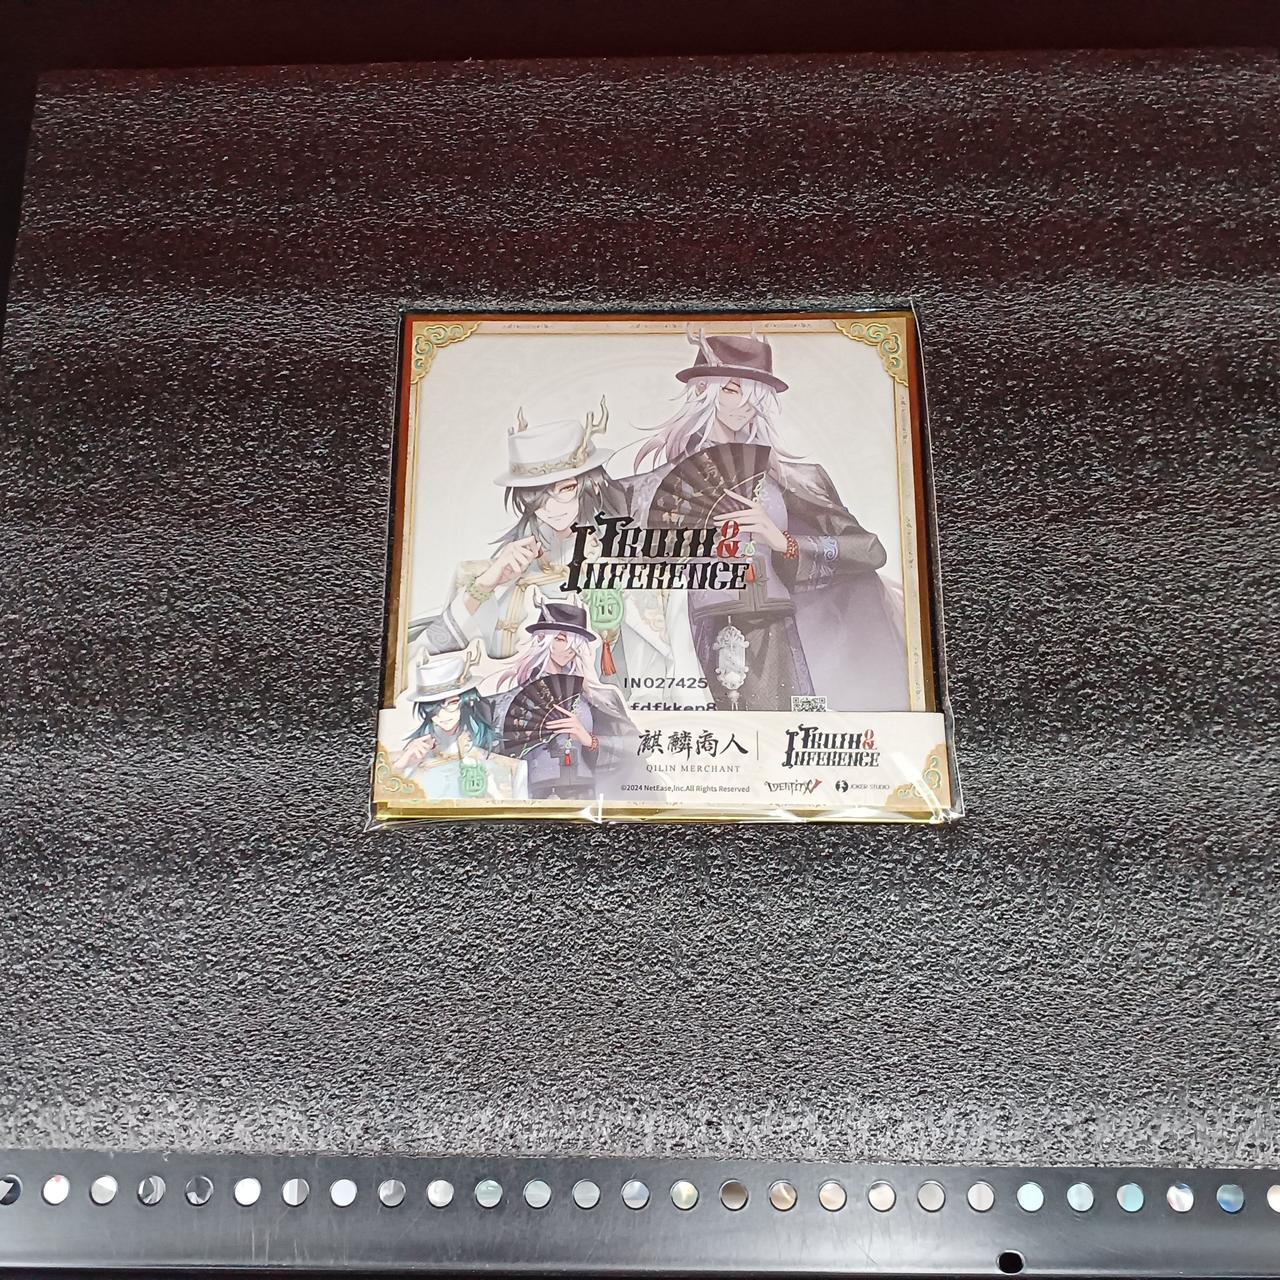 TRUTH &
INFERENCE
IN027425
fdfkken8
麒麟商人
QILIN MERCHANT
TRUTH &
INFERENCE
©2024 NetEase,Inc.All Rights Reserved
IDENTITY V
JOKER STUDIO